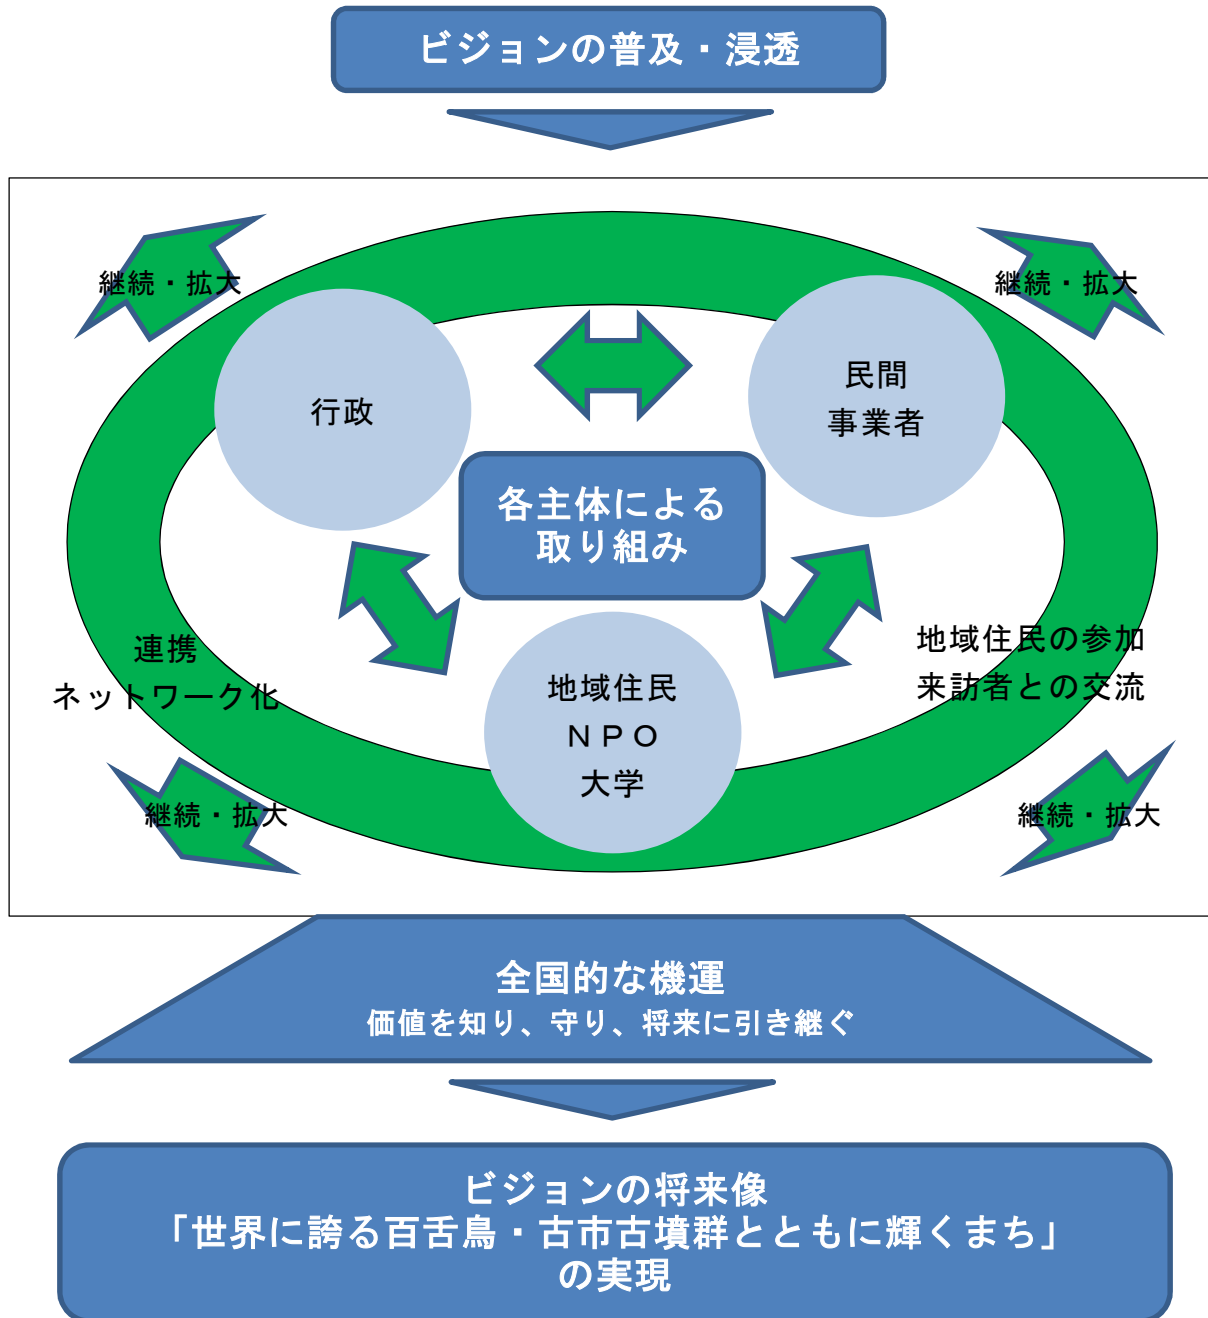 ビジョンの普及・浸透
継続・拡大
継続・拡大
行政
民間
事業者
各主体による
取り組み
連携
ネットワーク化
地域住民の参加
来訪者との交流
地域住民
ＮＰＯ
大学
継続・拡大
継続・拡大
全国的な機運
価値を知り、守り、将来に引き継ぐ
ビジョンの将来像
「世界に誇る百舌鳥・古市古墳群とともに輝くまち」
の実現